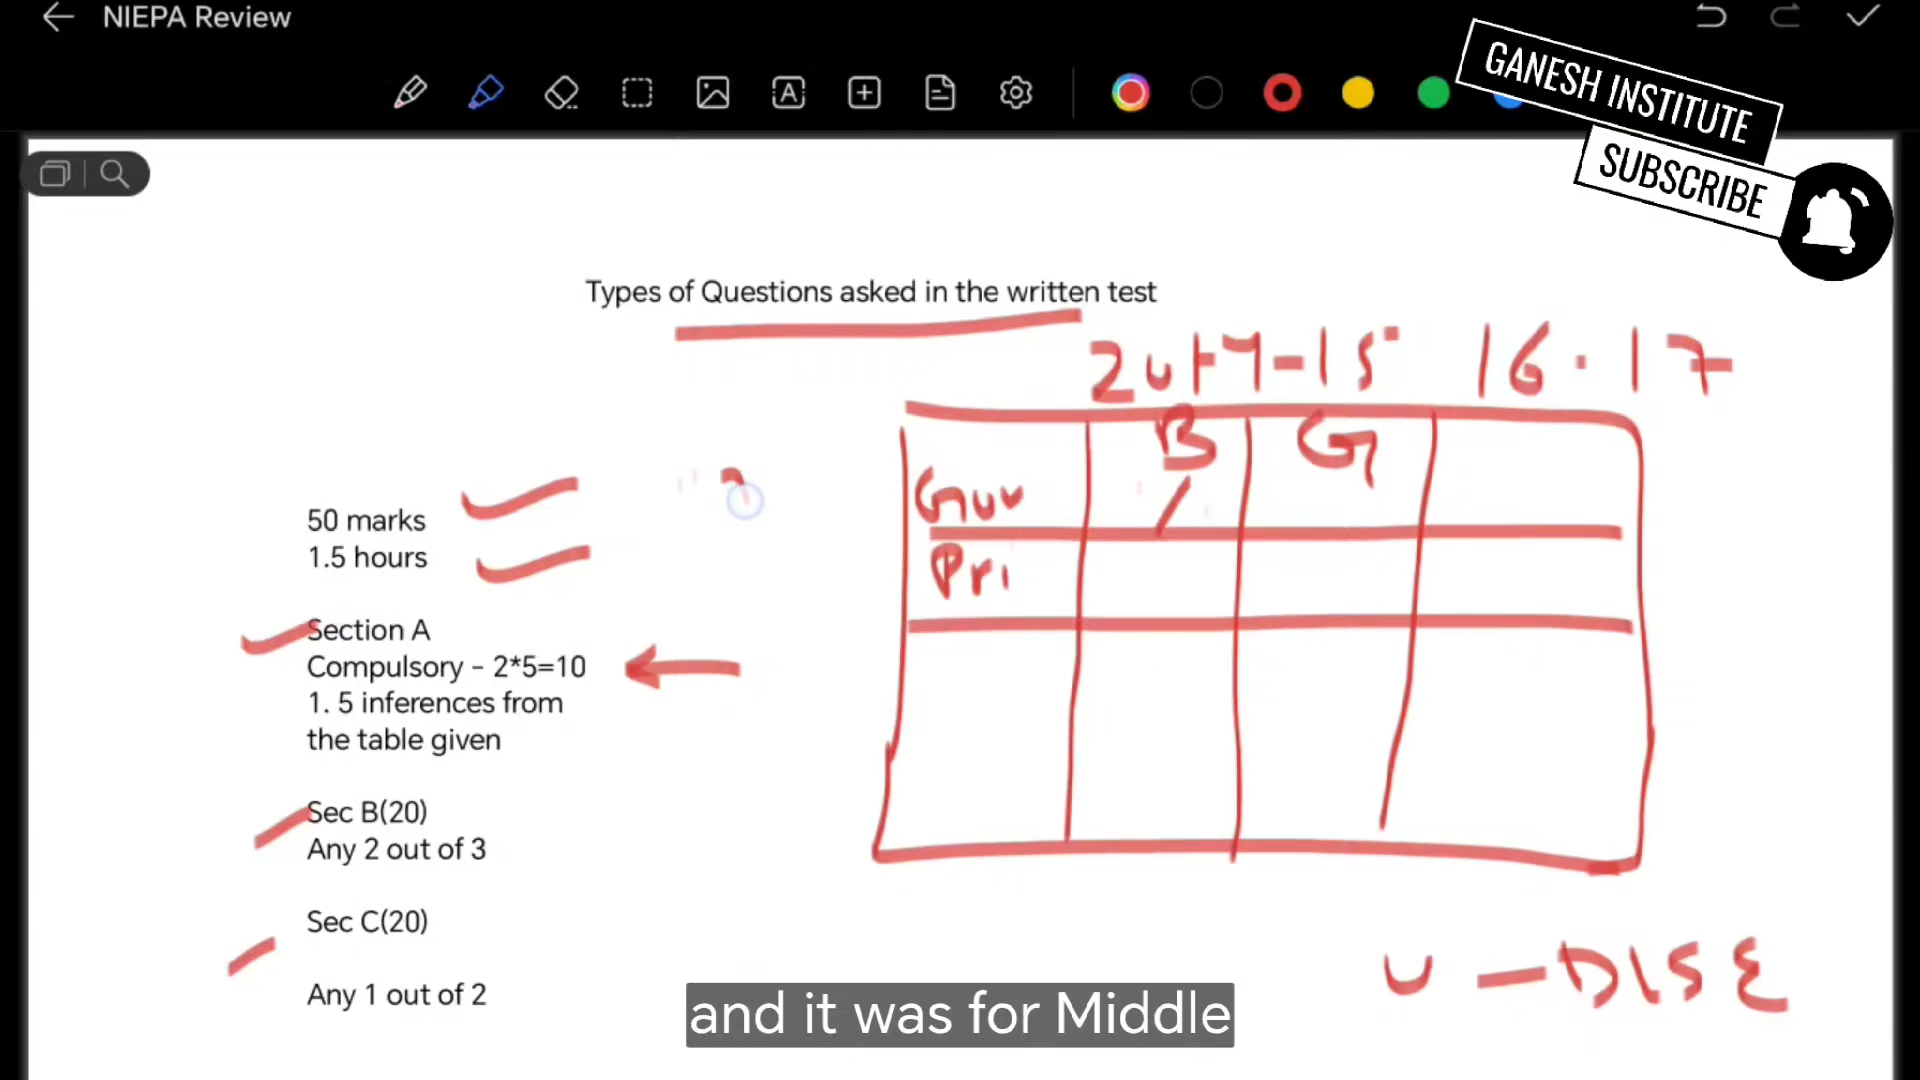 NIEPA Review
GANESH INSTITUTE
SUBSCRIBE
Types of Questions asked in the written test
2014-15 16-17
B G
Guv
Pri
50 marks
1.5 hours
Section A
Compulsory - 2*5=10
1. 5 inferences from
the table given
Sec B(20)
Any 2 out of 3
Sec C(20)
Any 1 out of 2
U-DISE
and it was for Middle